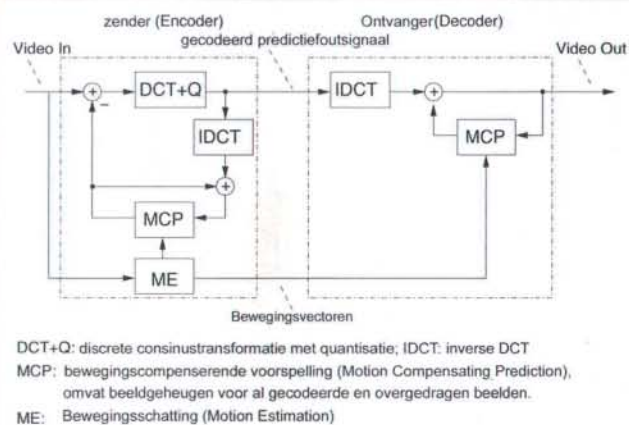 zender (Encoder)
Ontvanger(Decoder)
Video In
gecodeerd predictiefoutsignaal
Video Out
DCT+Q
IDCT
IDCT
MCP
MCP
ME
Bewegingsvectoren
DCT+Q: discrete consinustransformatie met quantisatie; IDCT: inverse DCT
MCP: bewegingscompenserende voorspelling (Motion Compensating Prediction),
omvat beeldgeheugen voor al gecodeerde en overgedragen beelden.
ME: Bewegingsschatting (Motion Estimation)